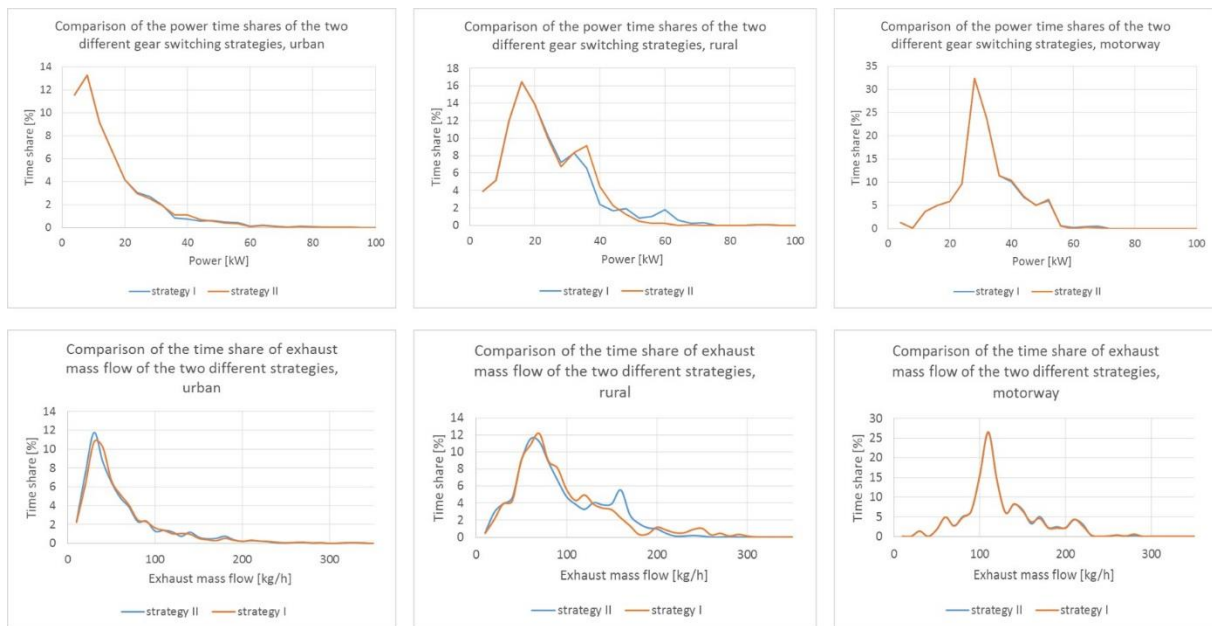 Comparison of the power time shares of the two
different gear switching strategies, urban
Time share [%]
14
12
10
8
6
4
2
0
0 20 40 60 80 100
Power [kW]
strategy I strategy II
Comparison of the power time shares of the two
different gear switching strategies, rural
Time share [%]
18
16
14
12
10
8
6
4
2
0
0 20 40 60 80 100
Power [kW]
strategy I strategy II
Comparison of the power time shares of the two
different gear switching strategies, motorway
Time share [%]
35
30
25
20
15
10
5
0
0 20 40 60 80 100
Power [kW]
strategy I strategy II
Comparison of the time share of exhaust
mass flow of the two different strategies,
urban
Time share [%]
14
12
10
8
6
4
2
0
0 100 200 300
Exhaust mass flow [kg/h]
strategy II strategy I
Comparison of the time share of exhaust
mass flow of the two different strategies,
rural
Time share [%]
14
12
10
8
6
4
2
0
0 100 200 300
Exhaust mass flow [kg/h]
strategy II strategy I
Comparison of the time share of exhaust
mass flow of the two different strategies,
motorway
Time share [%]
30
25
20
15
10
5
0
0 100 200 300
Exhaust mass flow [kg/h]
strategy II strategy I